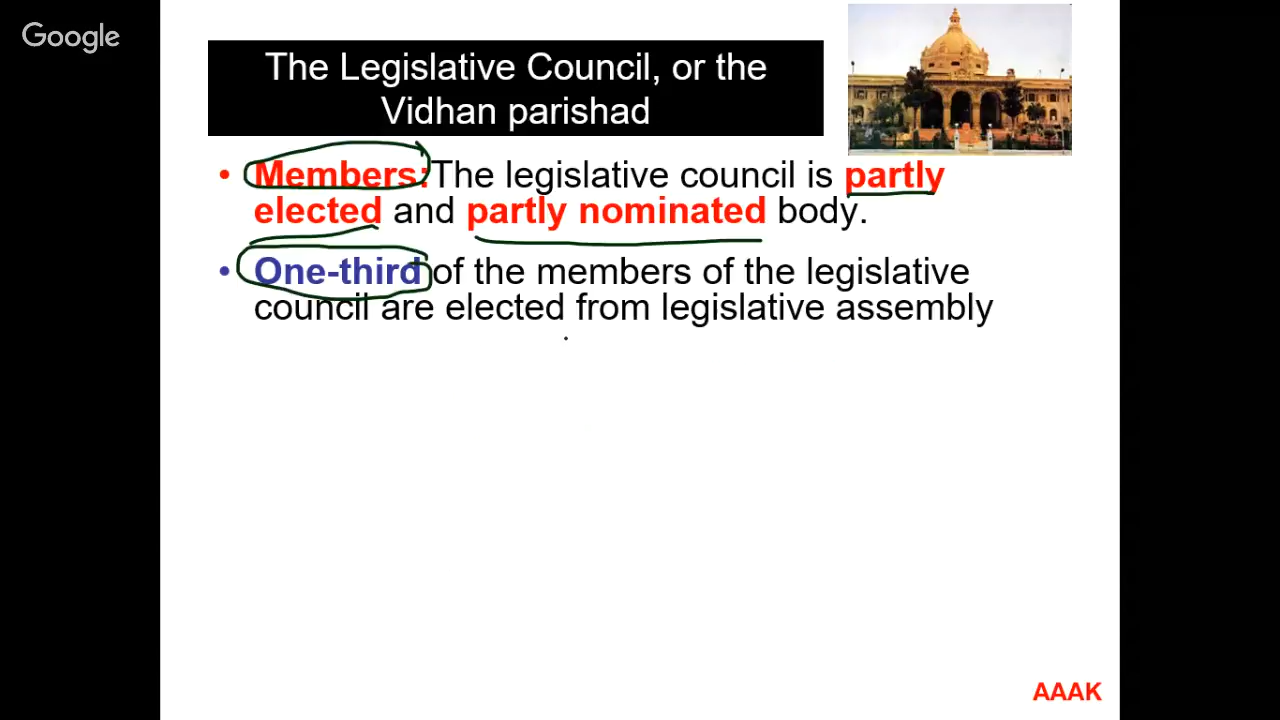 Google
The Legislative Council, or the
Vidhan parishad
• Members:The legislative council is partly
elected and partly nominated body.
• One-third of the members of the legislative
council are elected from legislative assembly
AAAK